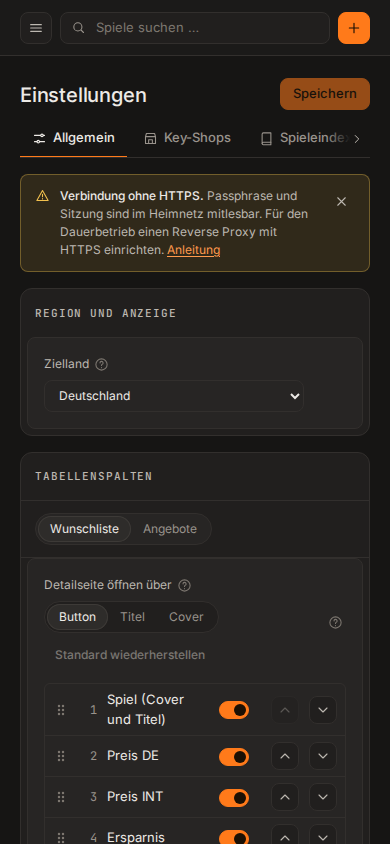 Spiele suchen ...
Einstellungen
Speichern
Allgemein
Key-Shops
Spieleindex
Verbindung ohne HTTPS. Passphrase und
Sitzung sind im Heimnetz mitlesbar. Für den
Dauerbetrieb einen Reverse Proxy mit
HTTPS einrichten. Anleitung
REGION UND ANZEIGE
Zielland
Deutschland
TABELLENSPALTEN
Wunschliste
Angebote
Detailseite öffnen über
Button
Titel
Cover
Standard wiederherstellen
1 Spiel (Cover
und Titel)
2 Preis DE
3 Preis INT
4 Ersparnis